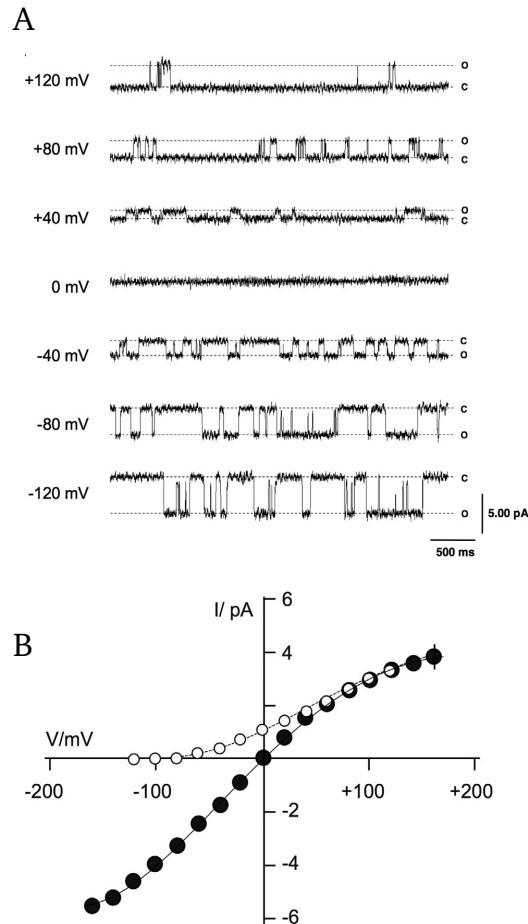 A
+120 mV
o
c
+80 mV
o
c
+40 mV
o
c
0 mV
-40 mV
c
o
-80 mV
c
o
-120 mV
c
o
5.00 pA
500 ms
B
I/ pA
6
4
V/mV
-200
-100
+100
+200
-2
-4
-6